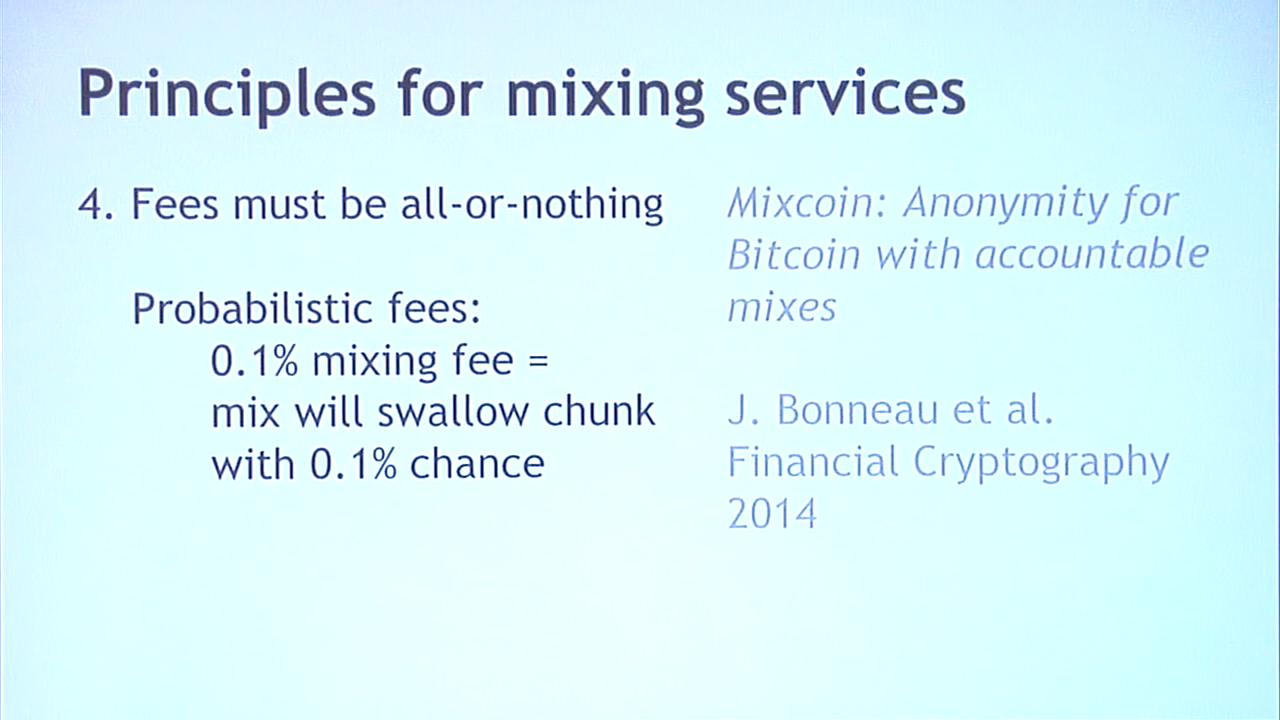 Principles for mixing services
4. Fees must be all-or-nothing
Probabilistic fees:
0.1% mixing fee =
mix will swallow chunk
with 0.1% chance
Mixcoin: Anonymity for
Bitcoin with accountable
mixes
J. Bonneau et al.
Financial Cryptography
2014